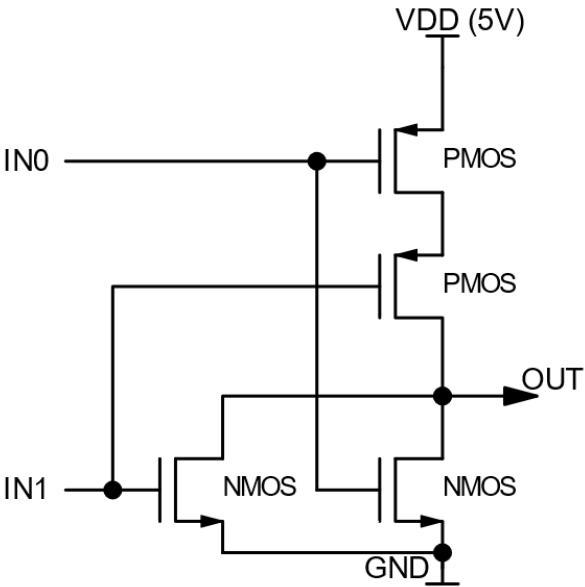 VDD (5V)
IN0
PMOS
PMOS
OUT
IN1
NMOS
NMOS
GND